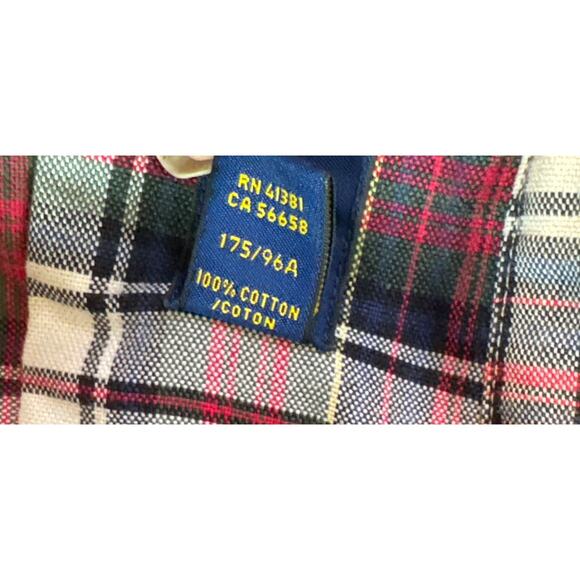 RN 41381
CA 56658
175/96A
100% COTTON
/COTON